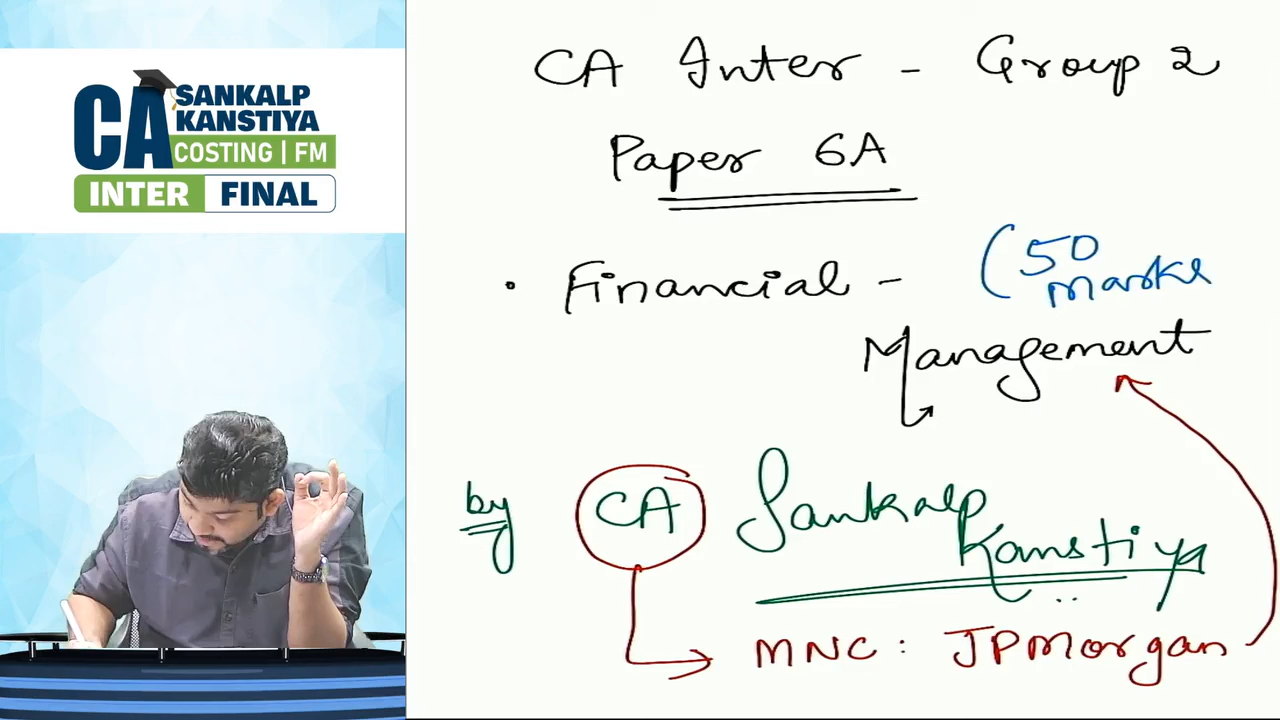 CA
SANKALP
KANSTIYA
COSTING | FM
INTER FINAL
CA Inter - Group 2
Paper 6A
• Financial - (50 marks
Management
by CA Sankalp
Kanstiya
MNC : JPMorgan